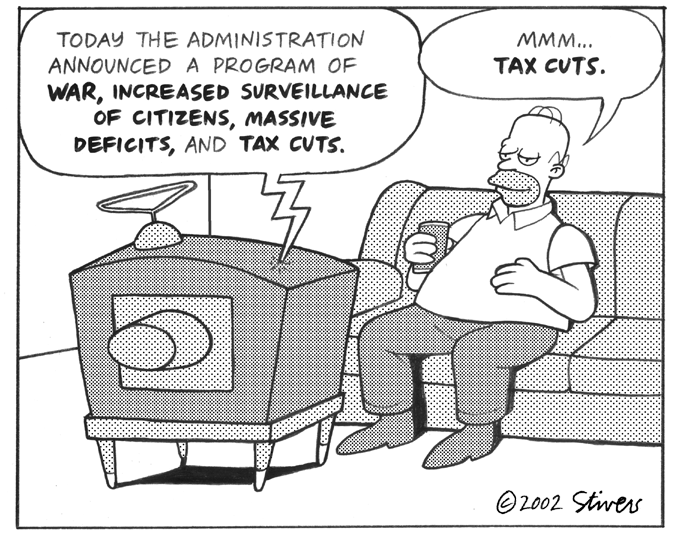 TODAY THE ADMINISTRATION
ANNOUNCED A PROGRAM OF
WAR, INCREASED SURVEILLANCE
OF CITIZENS, MASSIVE
DEFICITS, AND TAX CUTS.
MMM...
TAX CUTS.
©2002 Stivers